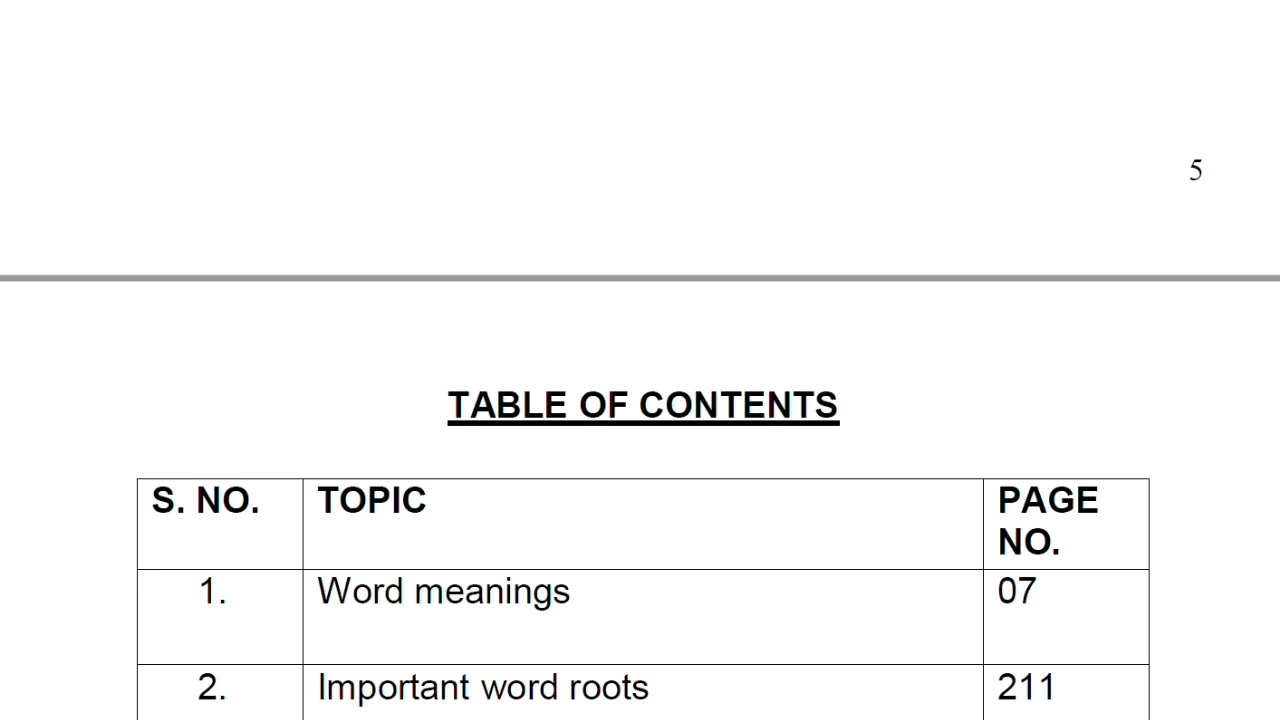 5
TABLE OF CONTENTS
S. NO. TOPIC PAGE NO.
1. Word meanings 07
2. Important word roots 211